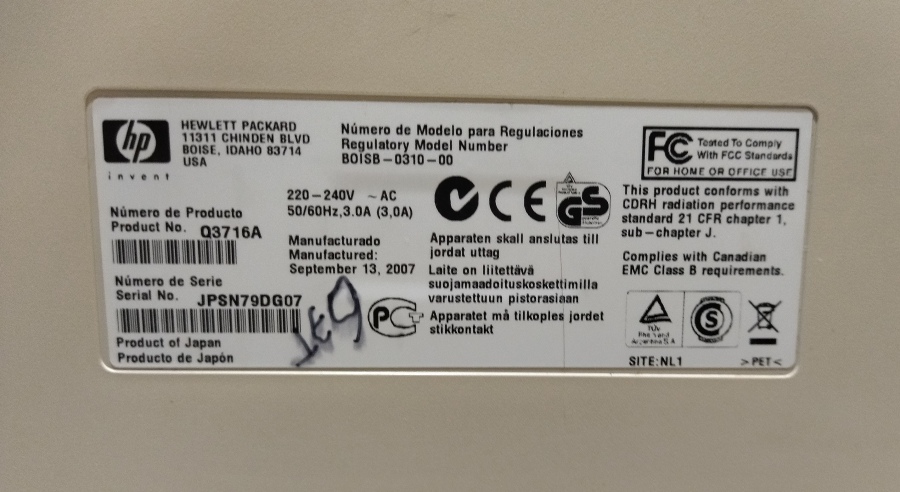 hp
i n v e n t
HEWLETT PACKARD
11311 CHINDEN BLVD
BOISE, IDAHO 83714
USA
Número de Modelo para Regulaciones
Regulatory Model Number
BOISB-0310-00
FC Tested To Comply
With FCC Standards
FOR HOME OR OFFICE USE
220-240V ~ AC
50/60Hz,3.0A (3,0A)
CE
GS
This product conforms with
CDRH radiation performance
standard 21 CFR chapter 1,
sub-chapter J.
Número de Producto
Product No. Q3716A
Manufacturado
Manufactured:
September 13, 2007
Apparaten skall anslutas till
jordat uttag
Laite on liitettävä
suojamaadoituskoskettimilla
varustettuun pistorasiaan
Apparatet må tilkoples jordet
stikkontakt
Complies with Canadian
EMC Class B requirements.
Número de Serie
Serial No. JPSN79DG07
Product of Japan
Producto de Japón
PCT
TÜV
Rheinland
Argentina S.A
S
SITE:NL1
>PET<